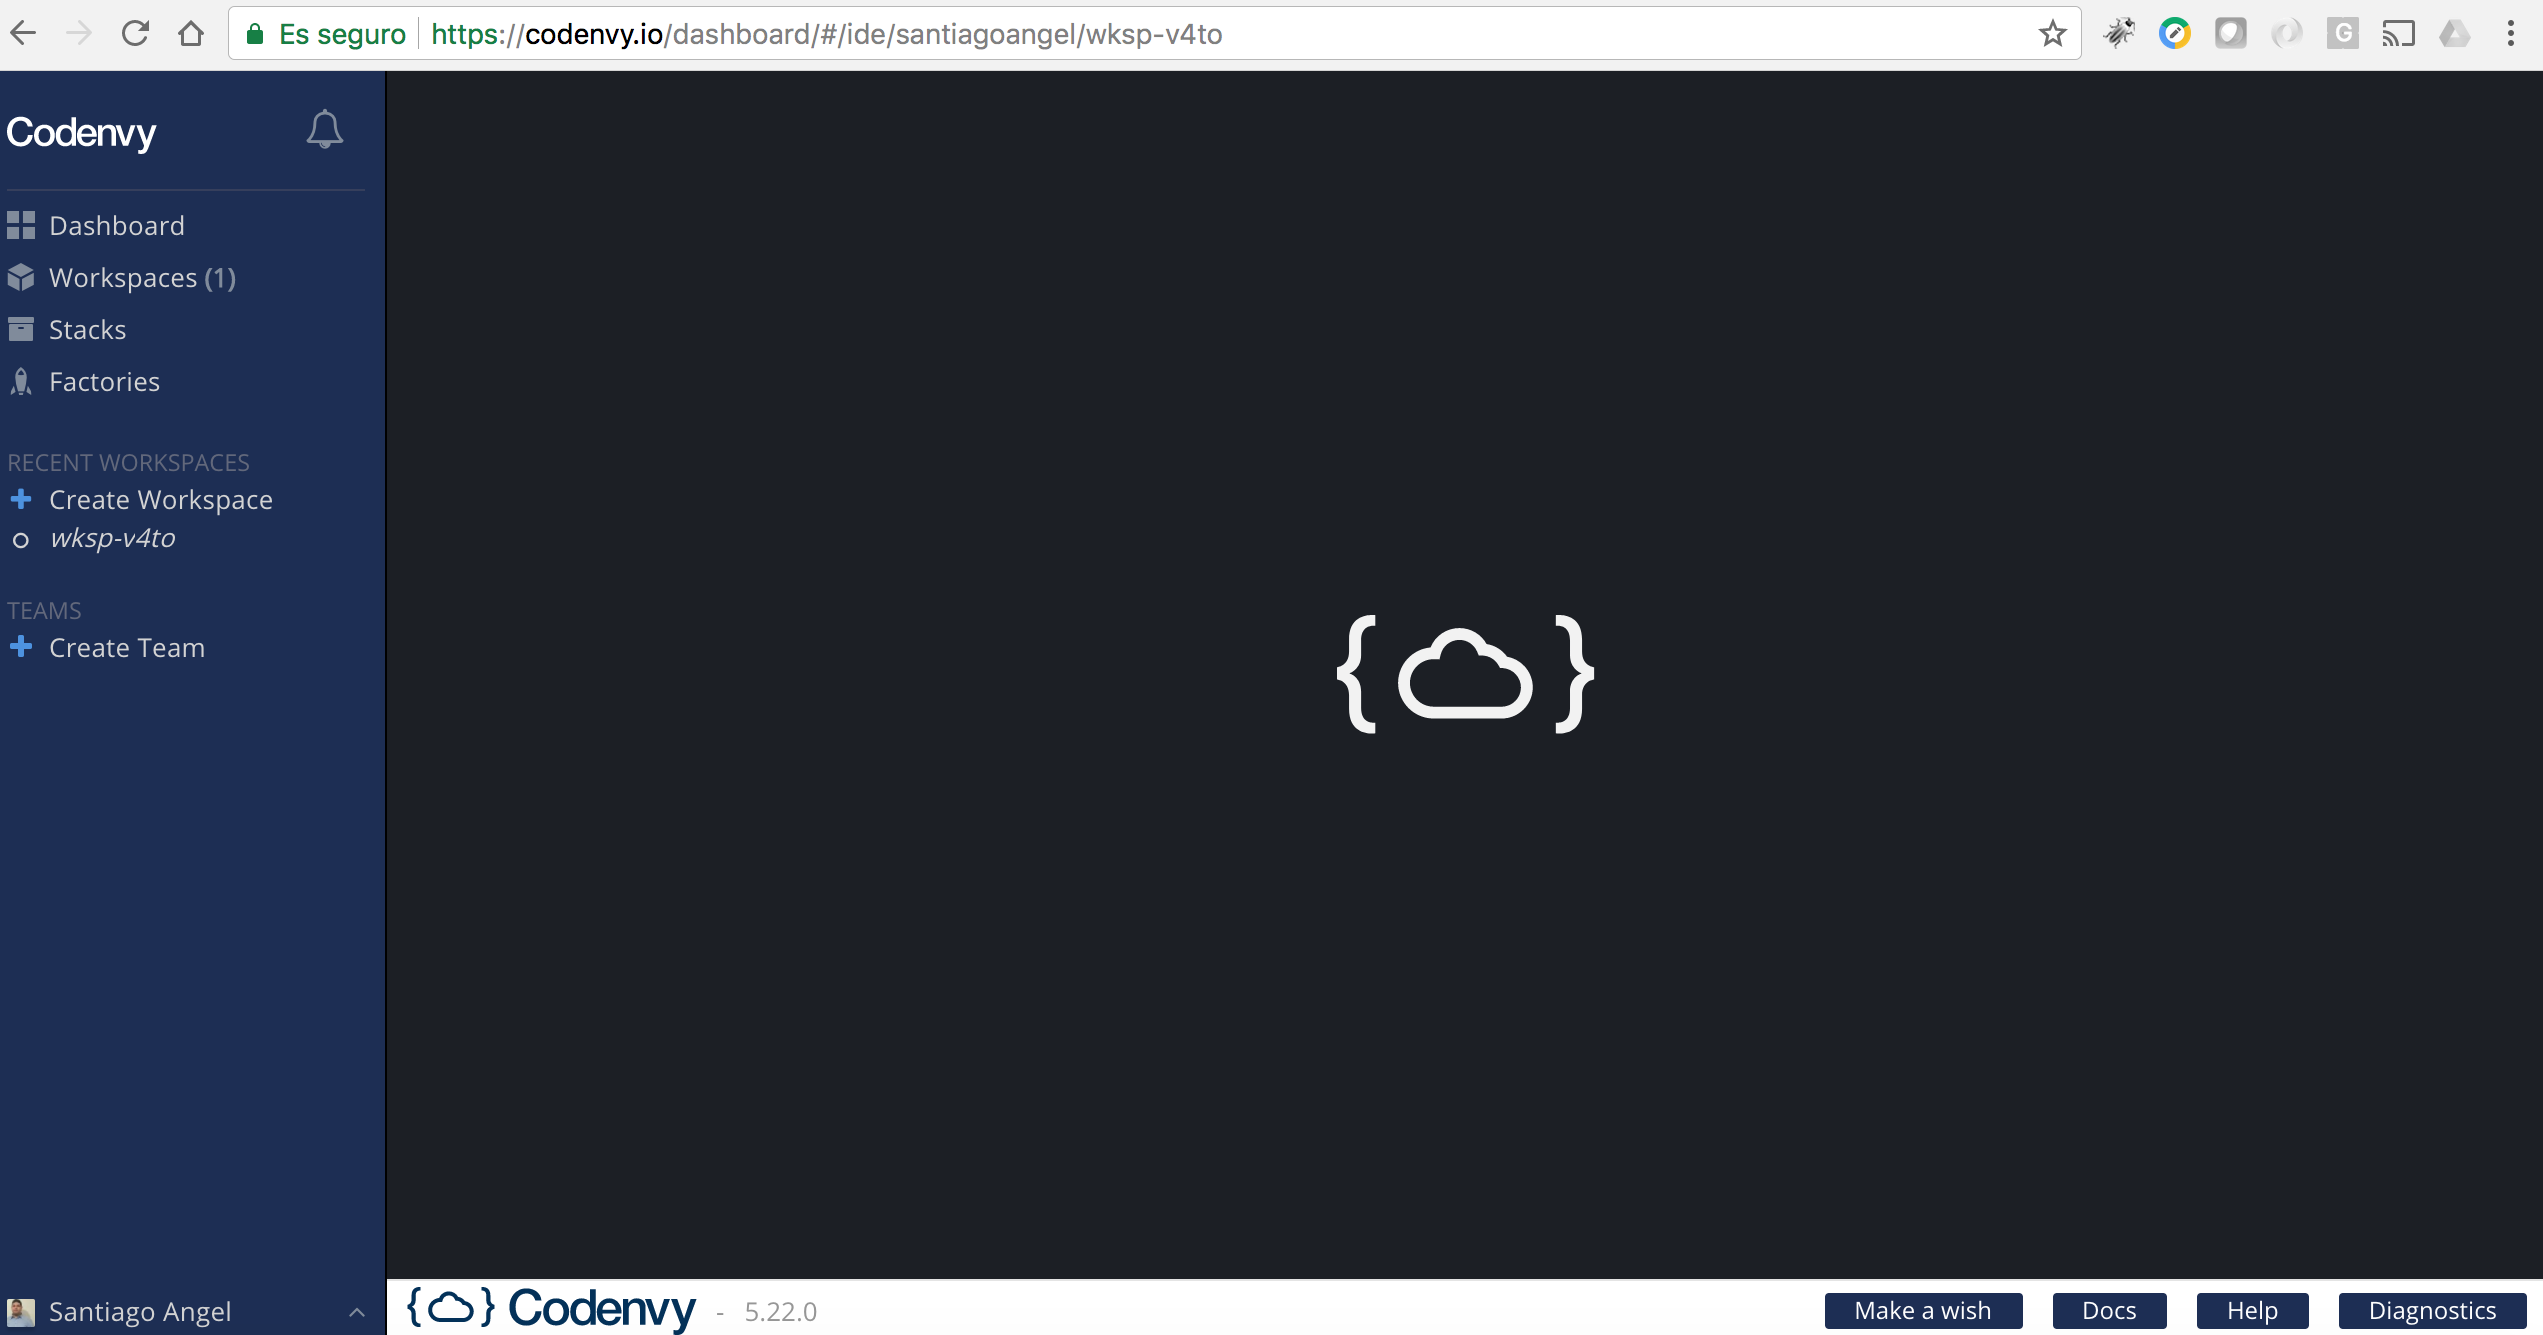 Es seguro https://codenvy.io/dashboard/#/ide/santiagoangel/wksp-v4to
G
Codenvy
Dashboard
Workspaces (1)
Stacks
Factories
RECENT WORKSPACES
Create Workspace
wksp-v4to
TEAMS
Create Team
Santiago Angel
{ } Codenvy - 5.22.0
Make a wish
Docs
Help
Diagnostics